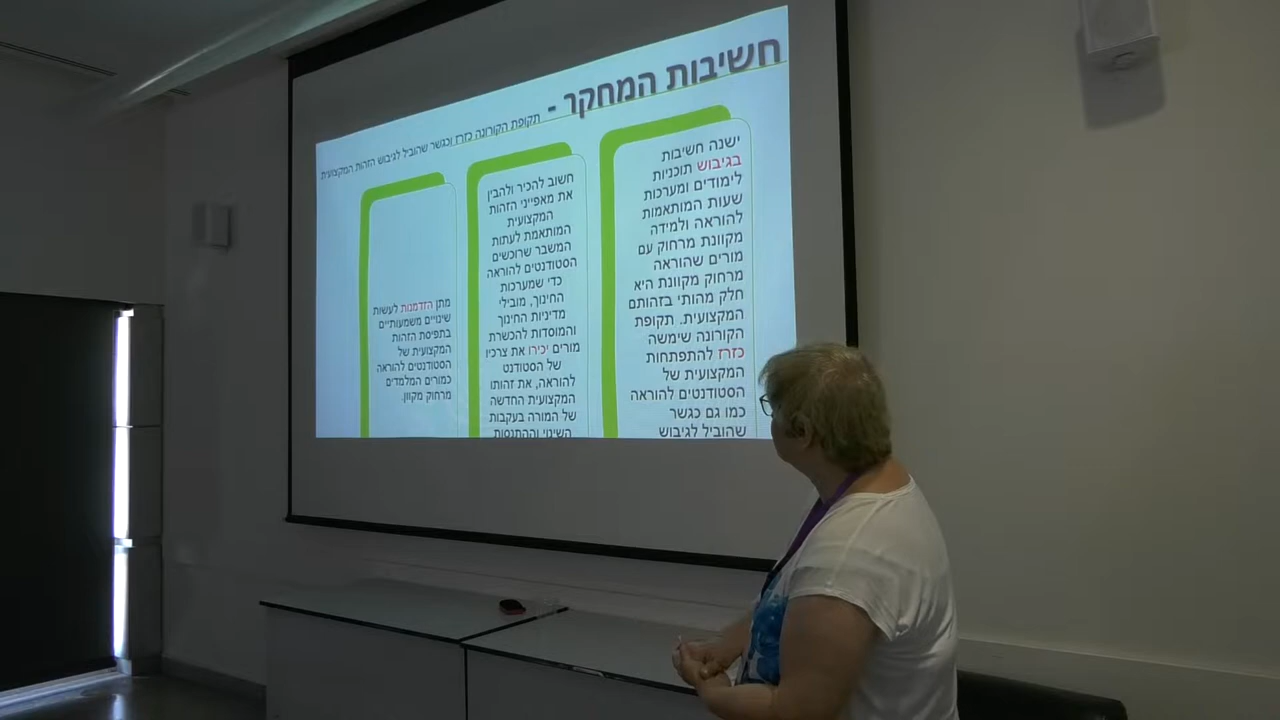 חשיבות המחקר - תקופת הקורונה כזרז וכגשר שהוביל לגיבוש הזהות המקצועית
ישנה חשיבות
בגיבוש תוכניות
לימודים ומערכות
שעות המותאמות
להוראה ולמידה
מקוונת מרחוק עם
מורים שהוראה
מרחוק מקוונת היא
חלק מהותי בזהותם
המקצועית. תקופת
הקורונה שימשה
כזרז להתפתחות
המקצועית של
הסטודנטים להוראה
כמו גם כגשר
שהוביל לגיבוש
חשוב להכיר ולהבין
את מאפייני הזהות
המקצועית
המותאמת לעתות
המשבר שרוכשים
הסטודנטים להוראה
כדי שמערכות
החינוך, מובילי
מדיניות החינוך
והמוסדות להכשרת
מורים יכירו את צרכיו
של הסטודנט
להוראה, את זהותו
המקצועית החדשה
של המורה בעקבות
השינוי וההתנסות
מתן הזדמנות לעשות
שינויים משמעותיים
בתפיסת הזהות
המקצועית של
הסטודנטים להוראה
כמורים המלמדים
מרחוק מקוון.